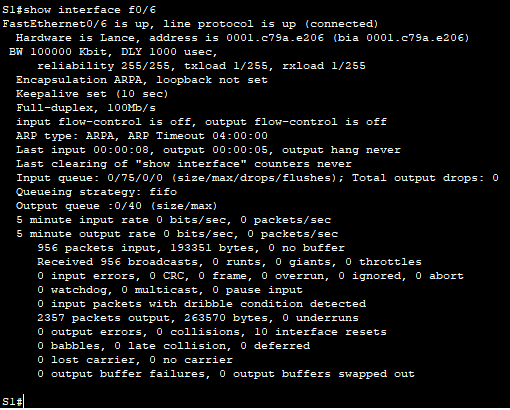 S1#show interface f0/6
FastEthernet0/6 is up, line protocol is up (connected)
Hardware is Lance, address is 0001.c79a.e206 (bia 0001.c79a.e206)
BW 100000 Kbit, DLY 1000 usec,
reliability 255/255, txload 1/255, rxload 1/255
Encapsulation ARPA, loopback not set
Keepalive set (10 sec)
Full-duplex, 100Mb/s
input flow-control is off, output flow-control is off
ARP type: ARPA, ARP Timeout 04:00:00
Last input 00:00:08, output 00:00:05, output hang never
Last clearing of "show interface" counters never
Input queue: 0/75/0/0 (size/max/drops/flushes); Total output drops: 0
Queueing strategy: fifo
Output queue :0/40 (size/max)
5 minute input rate 0 bits/sec, 0 packets/sec
5 minute output rate 0 bits/sec, 0 packets/sec
956 packets input, 193351 bytes, 0 no buffer
Received 956 broadcasts, 0 runts, 0 giants, 0 throttles
0 input errors, 0 CRC, 0 frame, 0 overrun, 0 ignored, 0 abort
0 watchdog, 0 multicast, 0 pause input
0 input packets with dribble condition detected
2357 packets output, 263570 bytes, 0 underruns
0 output errors, 0 collisions, 10 interface resets
0 babbles, 0 late collision, 0 deferred
0 lost carrier, 0 no carrier
0 output buffer failures, 0 output buffers swapped out
S1#